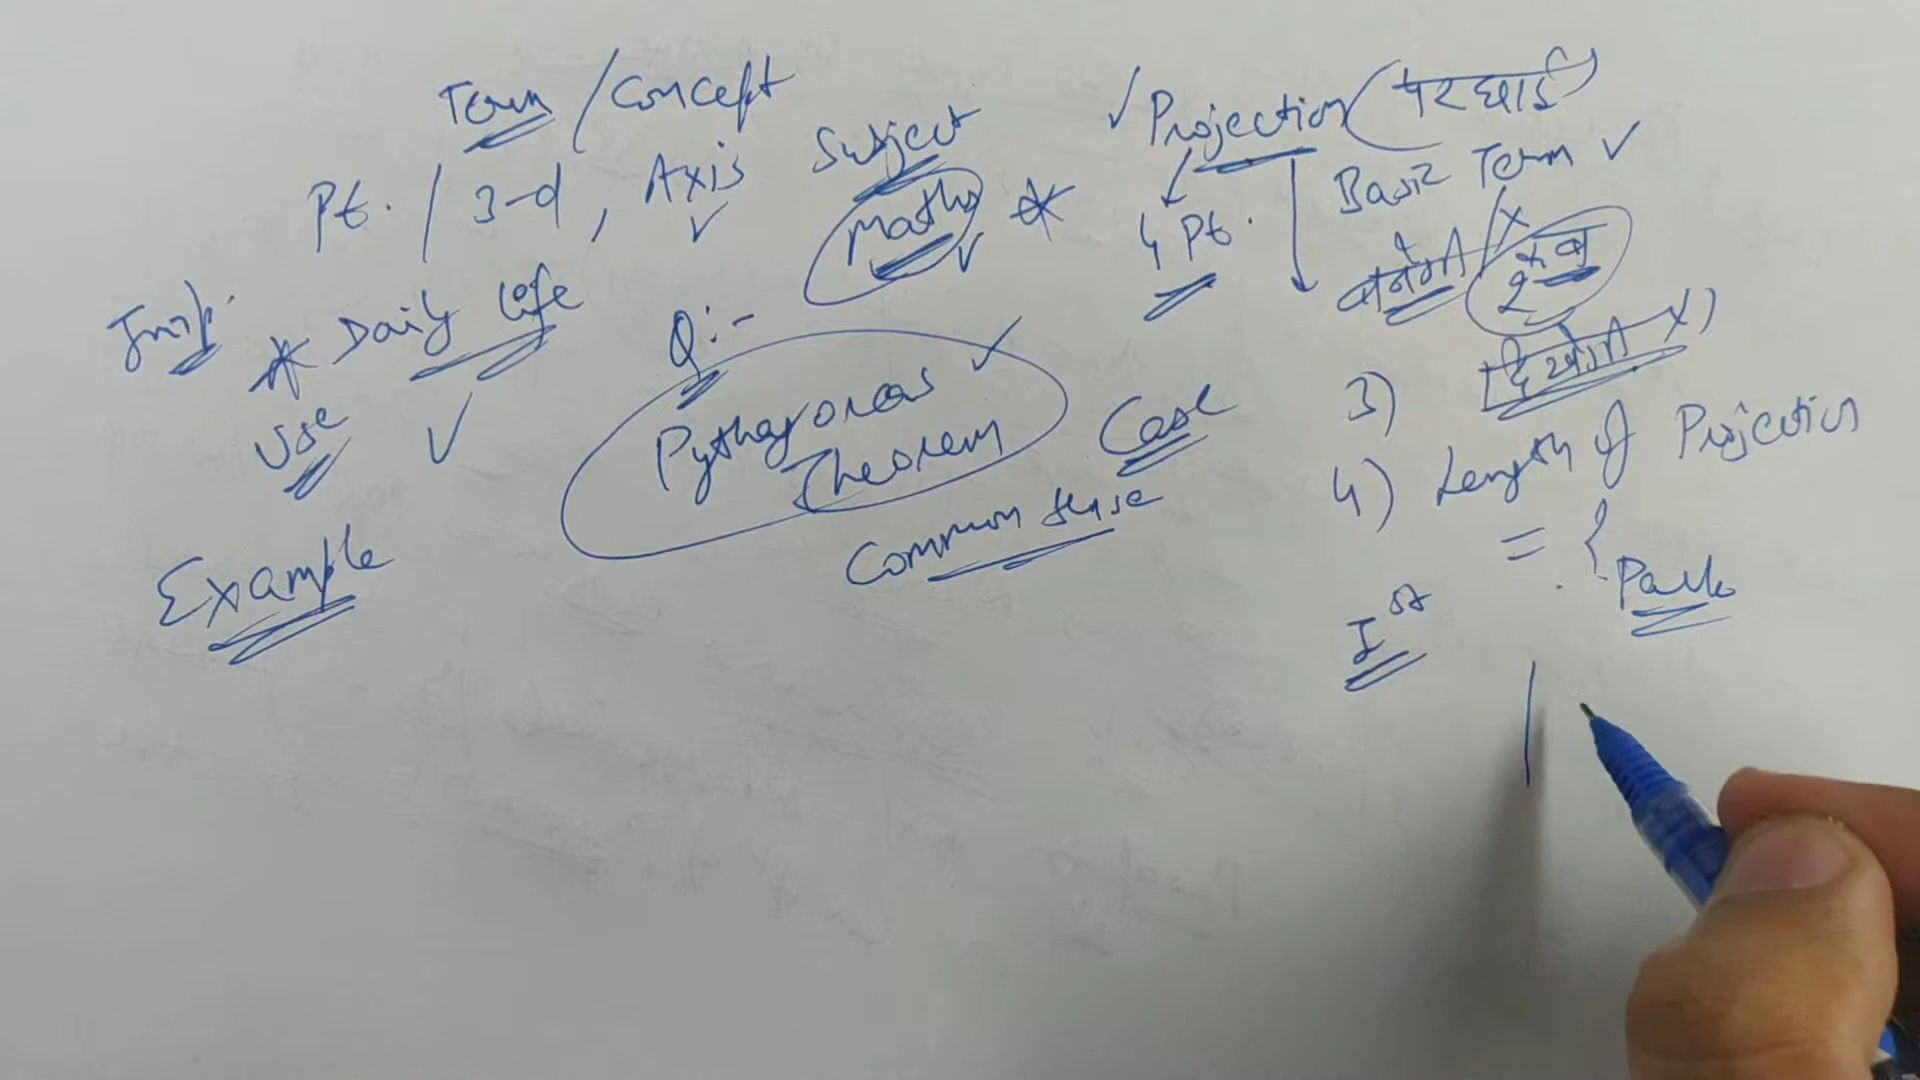 Term / Concept
Pt. / 3-d, Axis Subject
Maths
Imp.
* Daily Life
Use
Q:-
Pythagoras
Theorem
Example
Case
Common sense
* Projection (परछाई)
4 Pt.
Basic Term
3)
4) Length of Projection
= {
Path
Ist